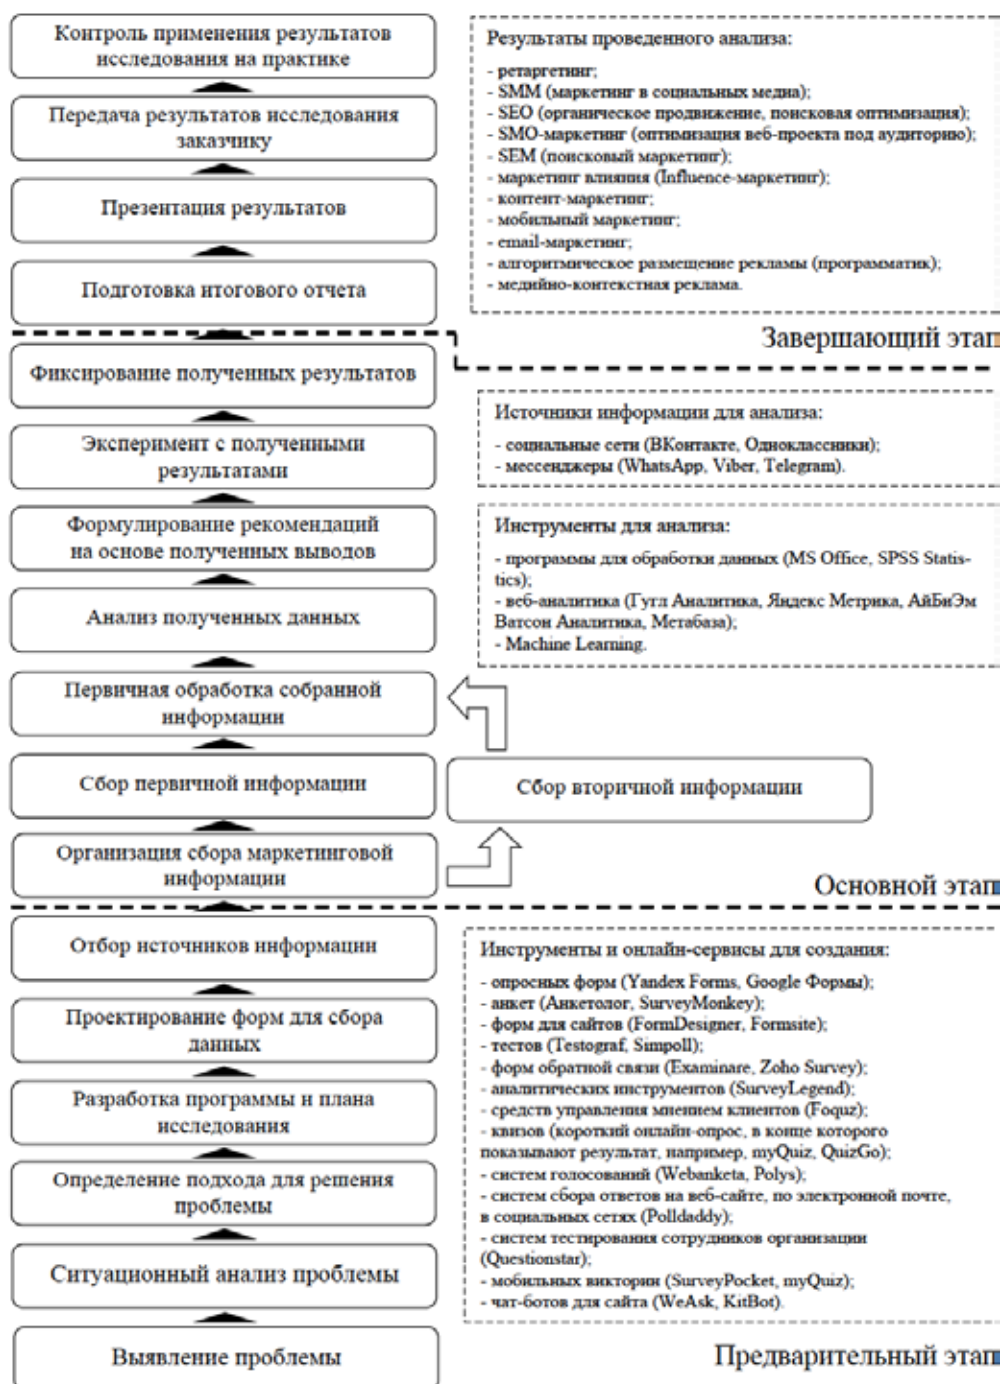 Контроль применения результатов
исследования на практике
Передача результатов исследования
заказчику
Презентация результатов
Подготовка итогового отчета
Результаты проведенного анализа:
- ретаргетинг;
- SMM (маркетинг в социальных медиа);
- SEO (органическое продвижение, поисковая оптимизация);
- SMO-маркетинг (оптимизация веб-проекта под аудиторию);
- SEM (поисковый маркетинг);
- маркетинг влияния (Influence-маркетинг);
- контент-маркетинг;
- мобильный маркетинг;
- email-маркетинг;
- алгоритмическое размещение рекламы (программатик);
- медийно-контекстная реклама.
Завершающий этап
Фиксирование полученных результатов
Эксперимент с полученными
результатами
Формулирование рекомендаций
на основе полученных выводов
Анализ полученных данных
Первичная обработка собранной
информации
Сбор первичной информации
Организация сбора маркетинговой
информации
Источники информации для анализа:
- социальные сети (ВКонтакте, Одноклассники);
- мессенджеры (WhatsApp, Viber, Telegram).
Инструменты для анализа:
- программы для обработки данных (MS Office, SPSS Statis-
tics);
- веб-аналитика (Гугл Аналитика, Яндекс Метрика, АйБиЭм
Ватсон Аналитика, Метабаза);
- Machine Learning.
Сбор вторичной информации
Основной этап
Отбор источников информации
Проектирование форм для сбора
данных
Разработка программы и плана
исследования
Определение подхода для решения
проблемы
Ситуационный анализ проблемы
Выявление проблемы
Инструменты и онлайн-сервисы для создания:
- опросных форм (Yandex Forms, Google Формы);
- анкет (Анкетолог, SurveyMonkey);
- форм для сайтов (FormDesigner, Formsite);
- тестов (Testograf, Simpoll);
- форм обратной связи (Examinare, Zoho Survey);
- аналитических инструментов (SurveyLegend);
- средств управления мнением клиентов (Foquz);
- квизов (короткий онлайн-опрос, в конце которого
показывают результат, например, myQuiz, QuizGo);
- систем голосований (Webanketa, Polys);
- систем сбора ответов на веб-сайте, по электронной почте,
в социальных сетях (Polldaddy);
- систем тестирования сотрудников организации
(Questionstar);
- мобильных викторин (SurveyPocket, myQuiz);
- чат-ботов для сайта (WeAsk, KitBot).
Предварительный этап